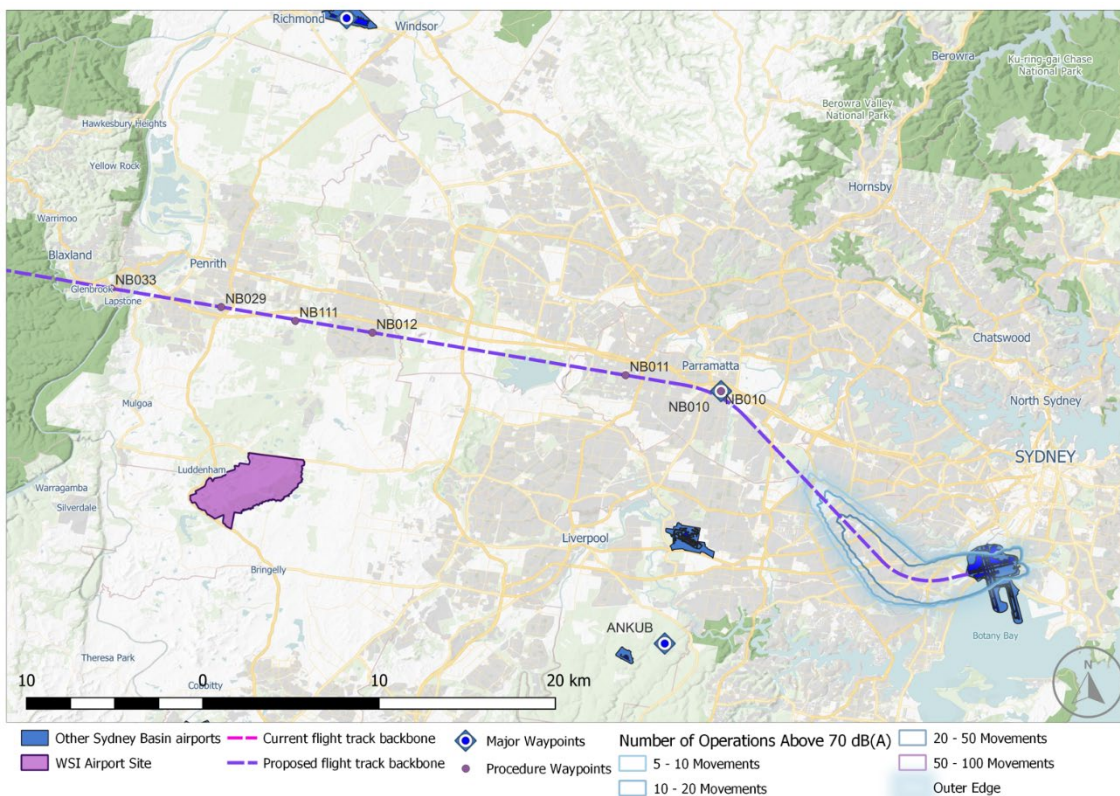 Richmond
Windsor
Berowra
Ku-ring-gai Chase
National Park
Berowra Valley
National Park
Hawkesbury Heights
Yellow Rock
Hornsby
Warrimoo
Blaxland
Penrith
NB033
Glenbrook
Lapstone
NB029
NB111
NB012
Chatswood
Parramatta
NB011
NB010
NB010
North Sydney
Mulgoa
SYDNEY
Luddenham
Warragamba
Silverdale
Liverpool
Bringelly
ANKUB
Botany Bay
Theresa Park
Cobbitty
N
10 0 10 20 km
Other Sydney Basin airports
WSI Airport Site
Current flight track backbone
Proposed flight track backbone
Major Waypoints
Procedure Waypoints
Number of Operations Above 70 dB(A)
5 - 10 Movements
10 - 20 Movements
20 - 50 Movements
50 - 100 Movements
Outer Edge